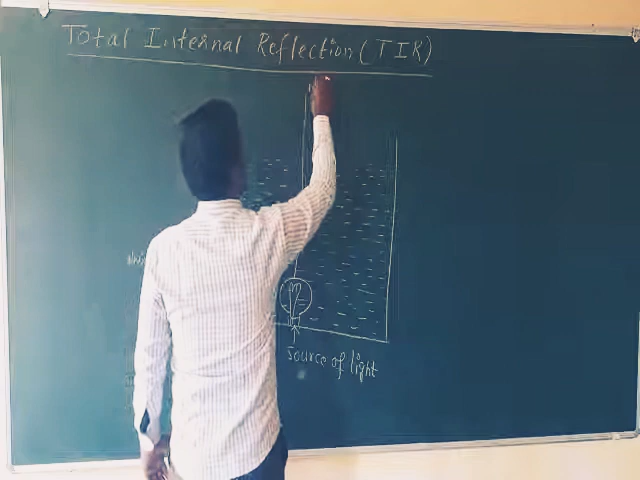 Total Internal Reflection (TIR)
Source of light